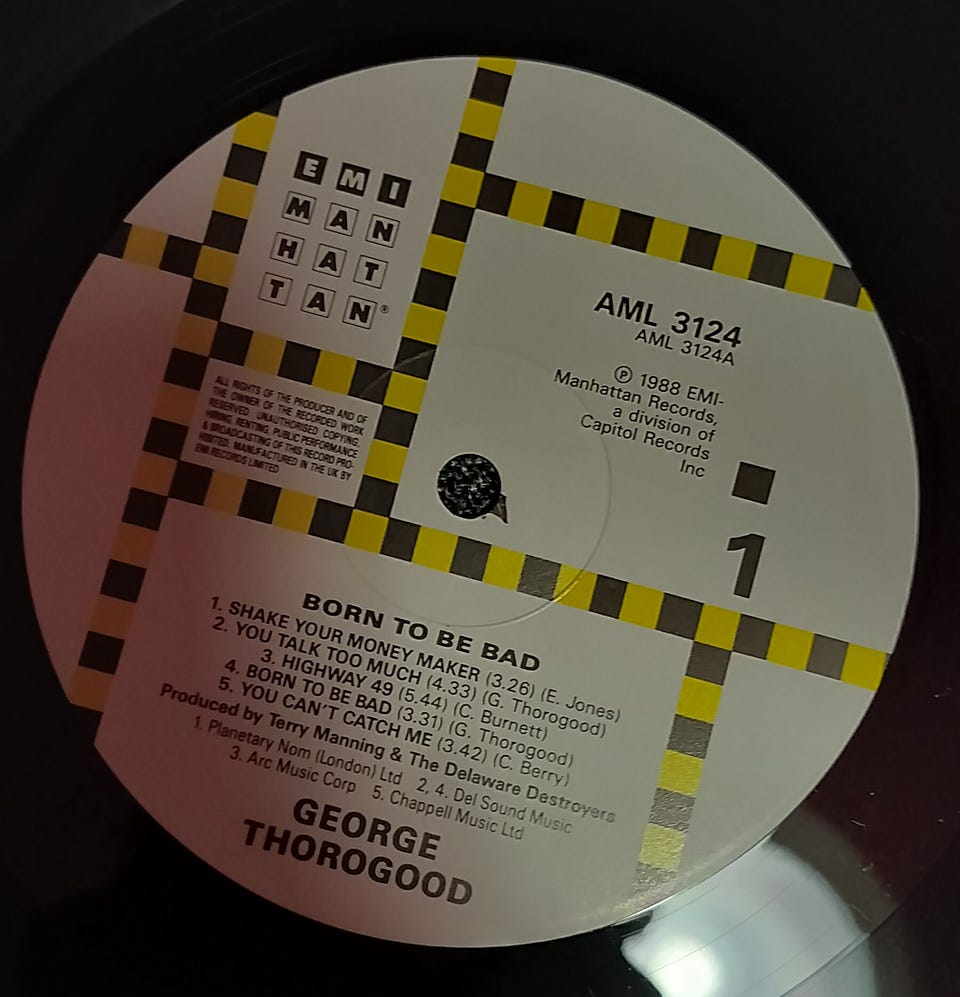 EMI
MAN
HAT
TAN®
AML 3124
AML 3124A
℗ 1988 EMI-
Manhattan Records,
a division of
Capitol Records
Inc
1
ALL RIGHTS OF THE PRODUCER AND OF
THE OWNER OF THE RECORDED WORK
RESERVED. UNAUTHORISED COPYING,
HIRING, RENTING, PUBLIC PERFORMANCE
& BROADCASTING OF THIS RECORD PRO-
HIBITED. MANUFACTURED IN THE UK BY
EMI RECORDS LIMITED
BORN TO BE BAD
1. SHAKE YOUR MONEY MAKER (3.26) (E. Jones)
2. YOU TALK TOO MUCH (4.33) (G. Thorogood)
3. HIGHWAY 49 (5.44) (C. Burnett)
4. BORN TO BE BAD (3.31) (G. Thorogood)
5. YOU CAN'T CATCH ME (3.42) (C. Berry)
Produced by Terry Manning & The Delaware Destroyers
1. Planetary Nom (London) Ltd 2, 4. Del Sound Music
3. Arc Music Corp 5. Chappell Music Ltd
GEORGE
THOROGOOD